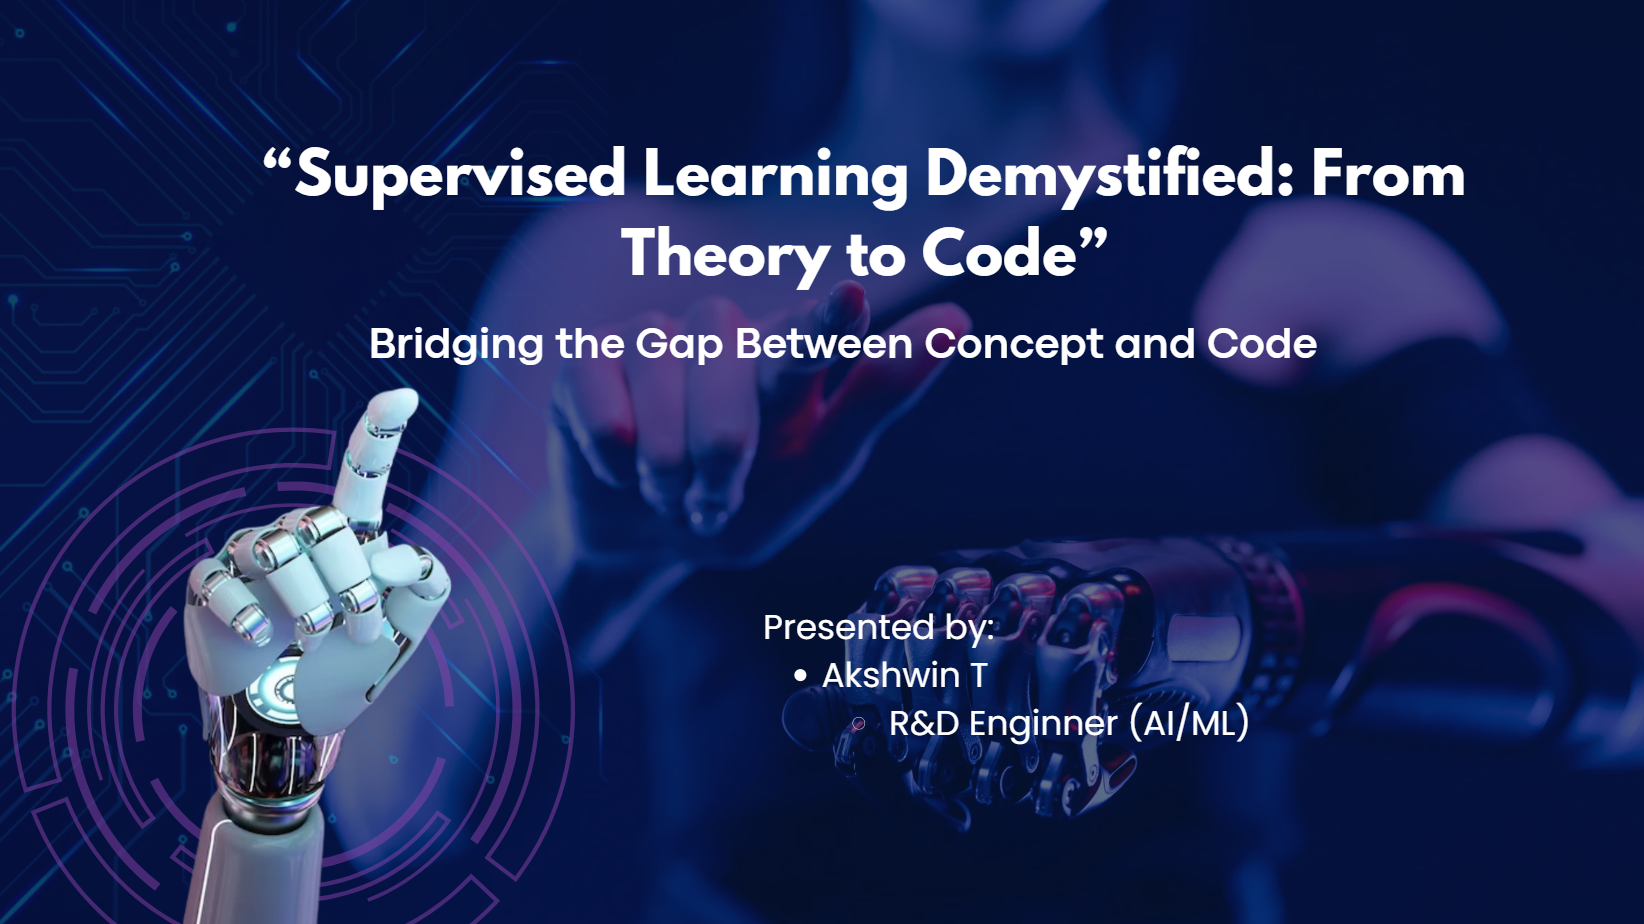 “Supervised Learning Demystified: From
Theory to Code”
Bridging the Gap Between Concept and Code
Presented by:
• Akshwin T
◦ R&D Enginner (AI/ML)